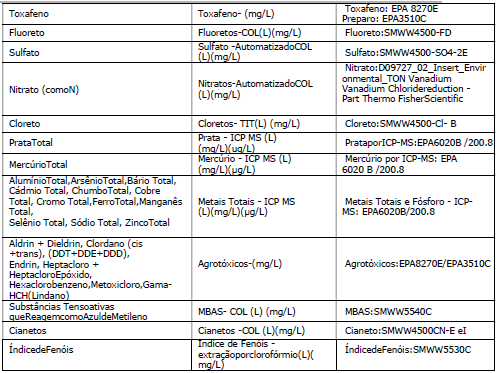 Toxafeno
Toxafeno- (mg/L)
Toxafeno: EPA 8270E
Preparo: EPA3510C
Fluoreto
Fluoretos-COL(L)(mg/L)
Fluoreto:SMWW4500-FD
Sulfato
Sulfato -AutomatizadoCOL
(L)(mg/L)
Sulfato:SMWW4500-SO4-2E
Nitrato (comoN)
Nitratos-AutomatizadoCOL
(L)(mg/L)
Nitrato:D09727_02_Insert_Envir
onmental_TON Vanadium
Vanadium Chloridereduction -
Part Thermo FisherScientific
Cloreto
Cloretos- TIT(L) (mg/L)
Cloreto:SMWW4500-Cl- B
PrataTotal
Prata - ICP MS (L)
(mg/L)(ug/L)
PrataporICP-MS:EPA6020B /200.8
MercúrioTotal
Mercúrio - ICP MS (L)
(mg/L)(µg/L)
Mercúrio por ICP-MS: EPA
6020 B /200.8
AlumínioTotal,ArsênioTotal,Bário Total,
Cádmio Total, ChumboTotal, Cobre
Total, Cromo Total,FerroTotal,Manganês
Total,
Selênio Total, Sódio Total, ZincoTotal
Metais Totais - ICP MS
(L)(mg/L)(µg/L)
Metais Totais e Fósforo - ICP-
MS: EPA6020B/200.8
Aldrin + Dieldrin, Clordano (cis
+trans), (DDT+DDE+DDD),
Endrin, Heptacloro +
HeptacloroEpóxido,
Hexaclorobenzeno,Metoxicloro,Gama-
HCH(Lindano)
Agrotóxicos-(mg/L)
Agrotóxicos:EPA8270E/EPA3510C
Substâncias Tensoativas
queReagemcomoAzuldeMetileno
MBAS- COL (L) (mg/L)
MBAS:SMWW5540C
Cianetos
Cianetos -COL (L)(mg/L)
Cianeto:SMWW4500CN-E eI
ÍndicedeFenóis
Indice de Fenóis -
extraçãoporclorofórmio(L)(
mg/L)
ÍndicedeFenóis:SMWW5530C